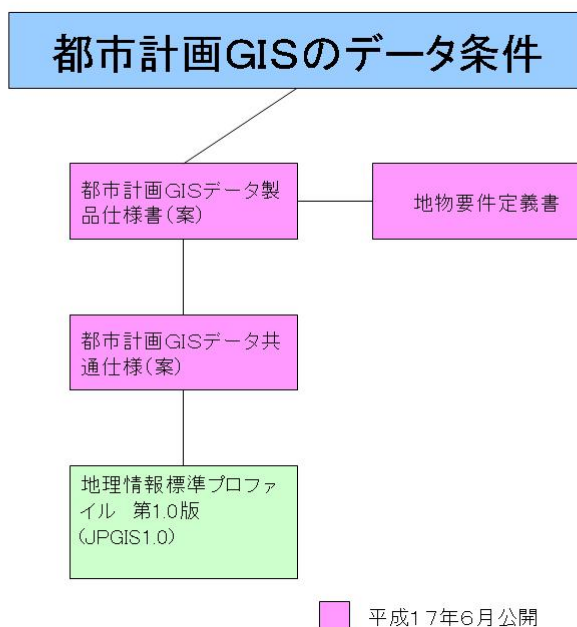 都市計画GISのデータ条件
都市計画GISデータ製
品仕様書(案)
地物要件定義書
都市計画GISデータ共
通仕様(案)
地理情報標準プロファ
イル 第1.0版
(JPGIS1.0)
平成17年6月公開